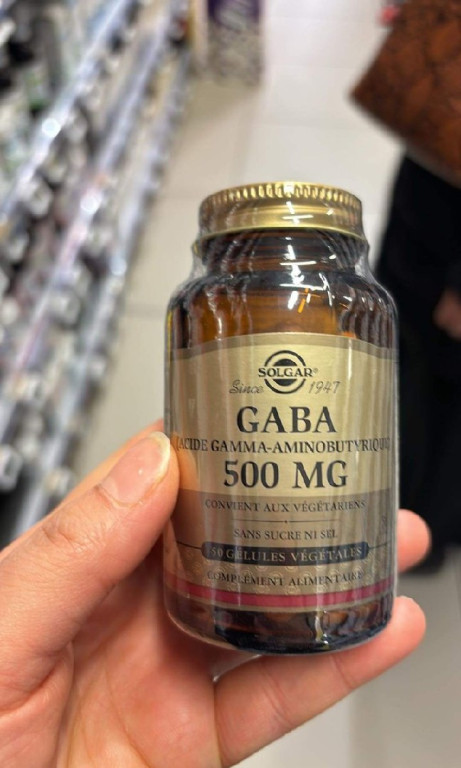 SOLGAR®
Since 1947
GABA
(ACIDE GAMMA-AMINOBUTYRIQUE)
500 MG
CONVIENT AUX VÉGÉTARIENS
SANS SUCRE NI SEL
50 GÉLULES VÉGÉTALES
COMPLÉMENT ALIMENTAIRE